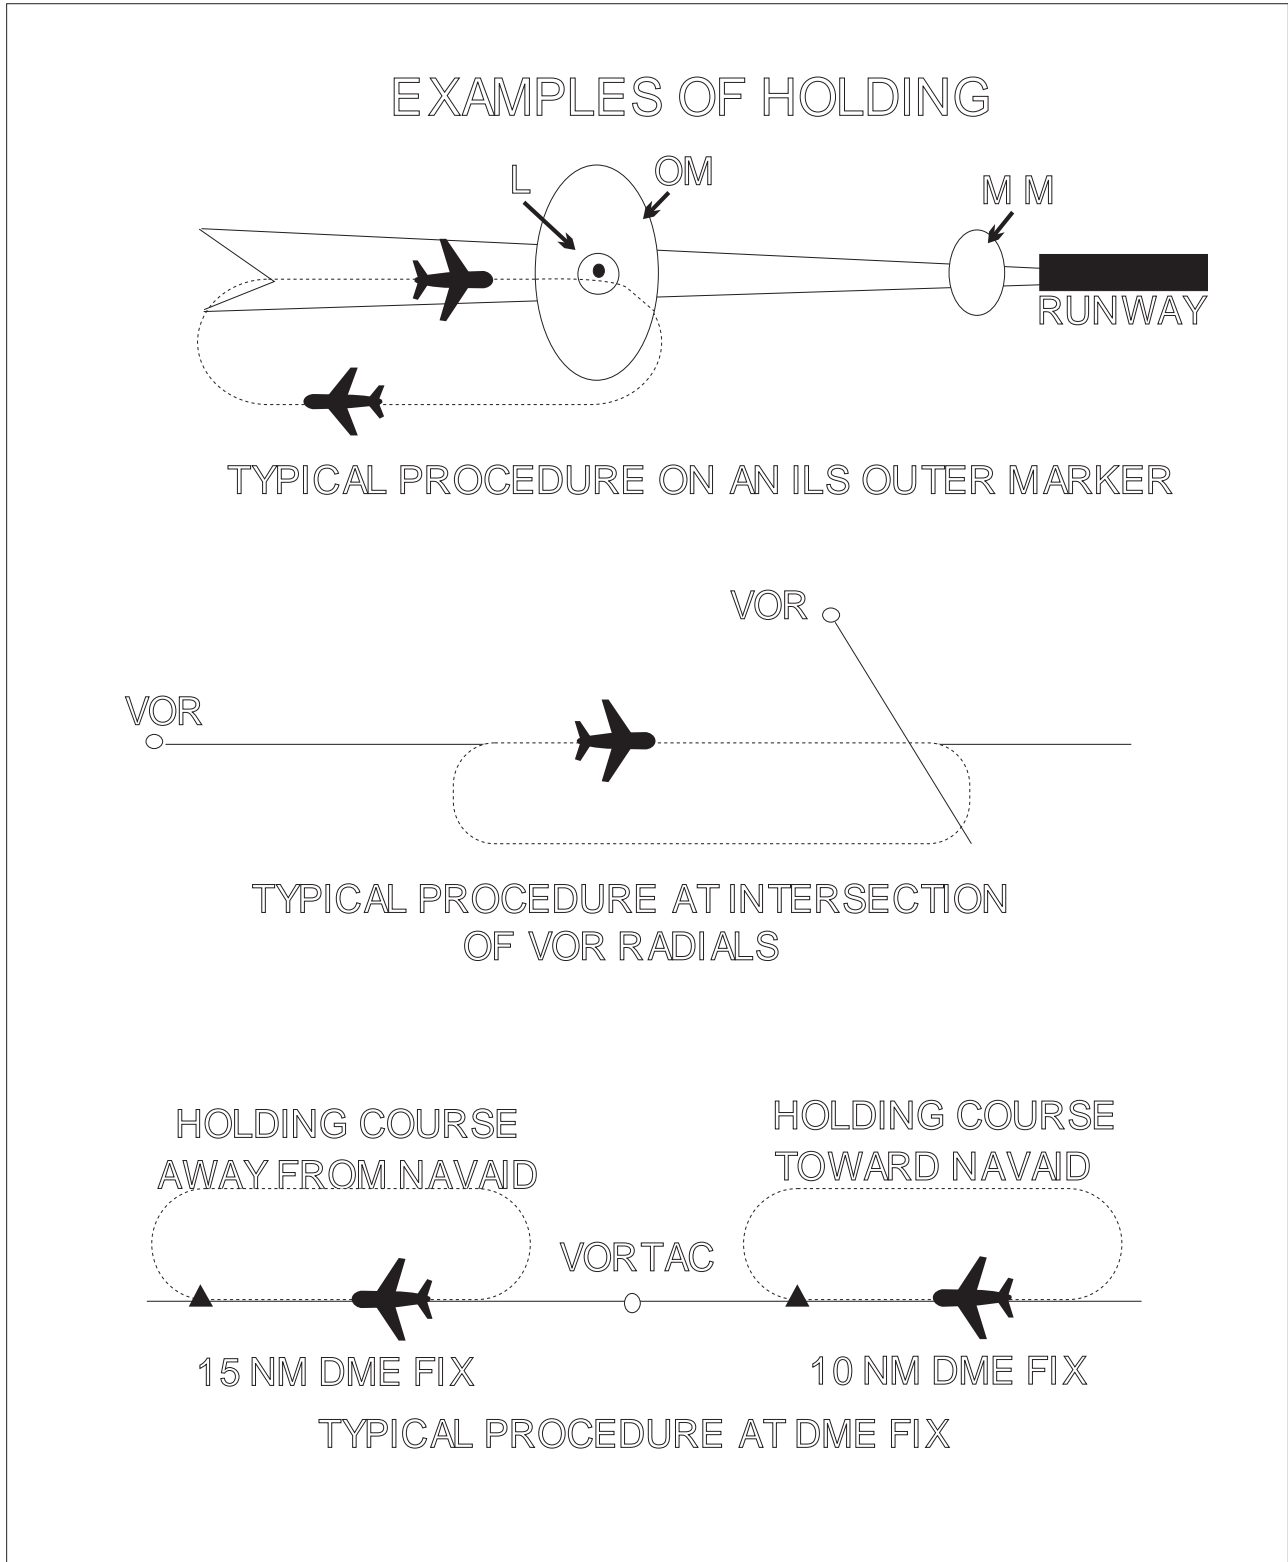 EXAMPLES OF HOLDING
L
OM
MM
RUNWAY
TYPICAL PROCEDURE ON AN ILS OUTER MARKER
VOR
VOR
TYPICAL PROCEDURE AT INTERSECTION
OF VOR RADIALS
HOLDING COURSE
AWAY FROM NAVAID
HOLDING COURSE
TOWARD NAVAID
VORTAC
15 NM DME FIX
10 NM DME FIX
TYPICAL PROCEDURE AT DME FIX